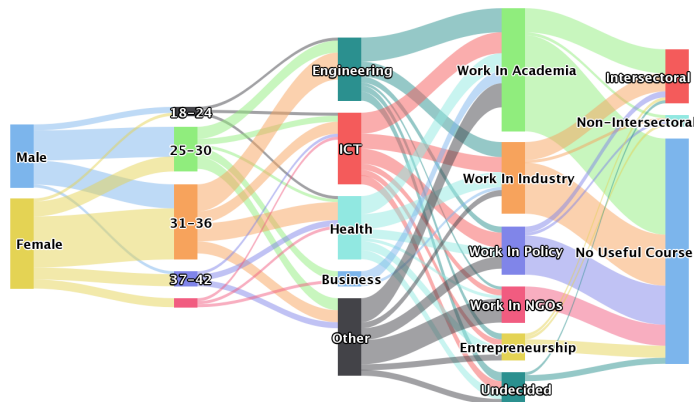 Male
Female
18-24
25-30
31-36
37-42
Engineering
ICT
Health
Business
Other
Work In Academia
Work In Industry
Work In Policy
Work In NGOs
Entrepreneurship
Undecided
Intersectoral
Non-Intersectoral
No Useful Course